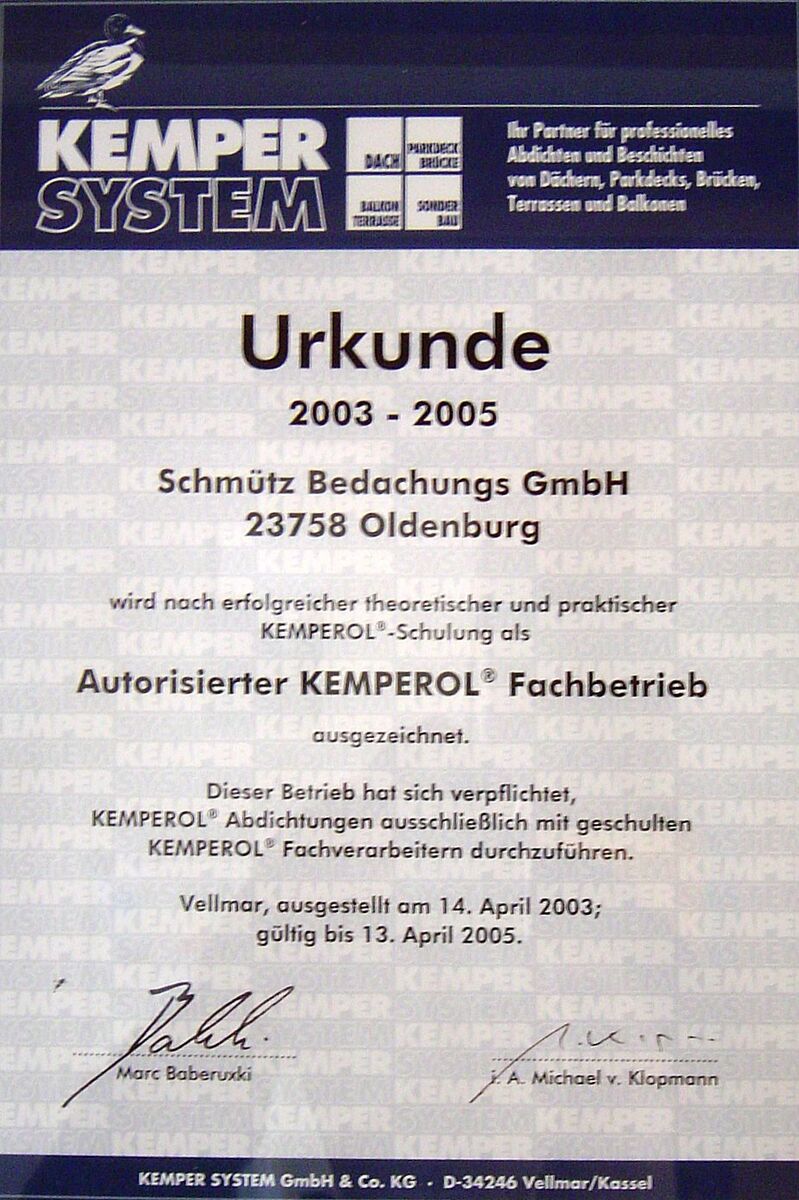 KEMPER
SYSTEM
DACH
PARKDECK
BRÜCKE
BALKON
TERRASSE
SONDER
BAU
Ihr Partner für professionelles
Abdichten und Beschichten
von Dächern, Parkdecks, Brücken,
Terrassen und Balkonen
Urkunde
2003 - 2005
Schmütz Bedachungs GmbH
23758 Oldenburg
wird nach erfolgreicher theoretischer und praktischer
KEMPEROL®-Schulung als
Autorisierter KEMPEROL® Fachbetrieb
ausgezeichnet.
Dieser Betrieb hat sich verpflichtet,
KEMPEROL® Abdichtungen ausschließlich mit geschulten
KEMPEROL® Fachverarbeitern durchzuführen.
Vellmar, ausgestellt am 14. April 2003;
gültig bis 13. April 2005.
Marc Baberuxki
i. A. Michael v. Klopmann
KEMPER SYSTEM GmbH & Co. KG · D-34246 Vellmar/Kassel